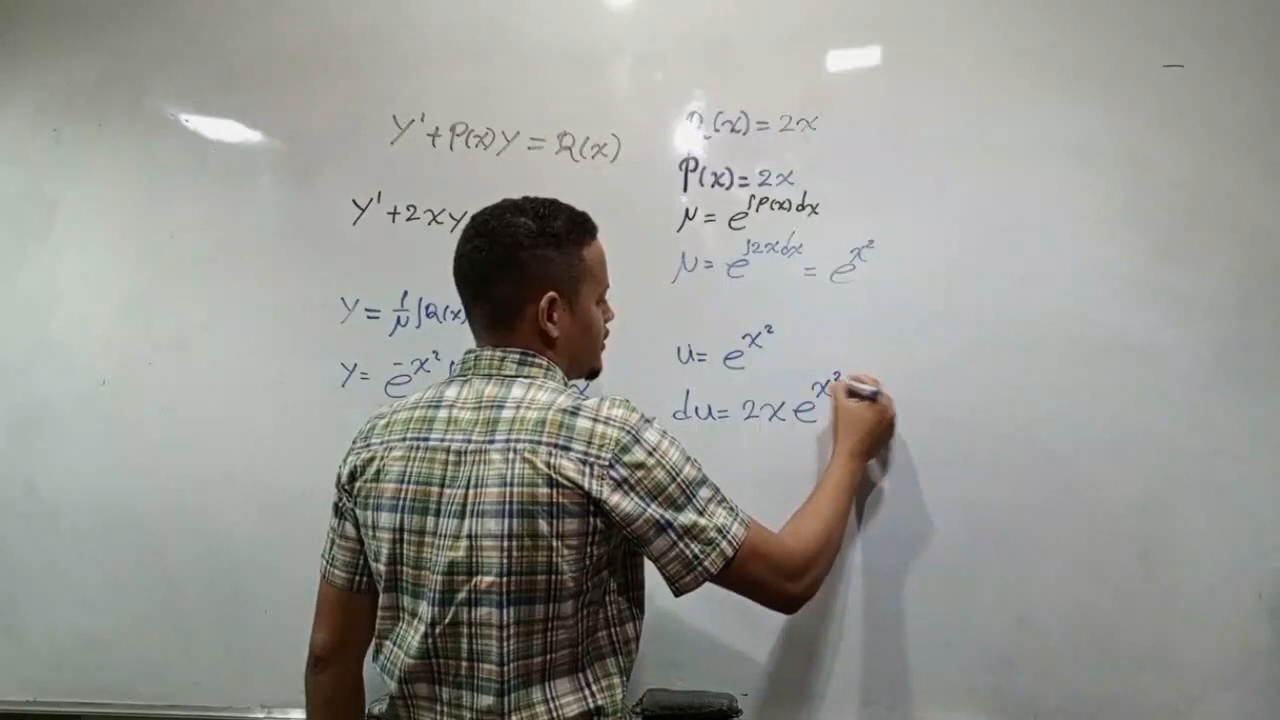 y' + P(x)y = Q(x)
y' + 2xy
y = 1/μ ∫Q(x)
y = e^{-x²} ∫ x
Q(x) = 2x
P(x) = 2x
μ = e^{∫P(x)dx}
μ = e^{∫2xdx} = e^{x²}
u = e^{x²}
du = 2x e^{x²}